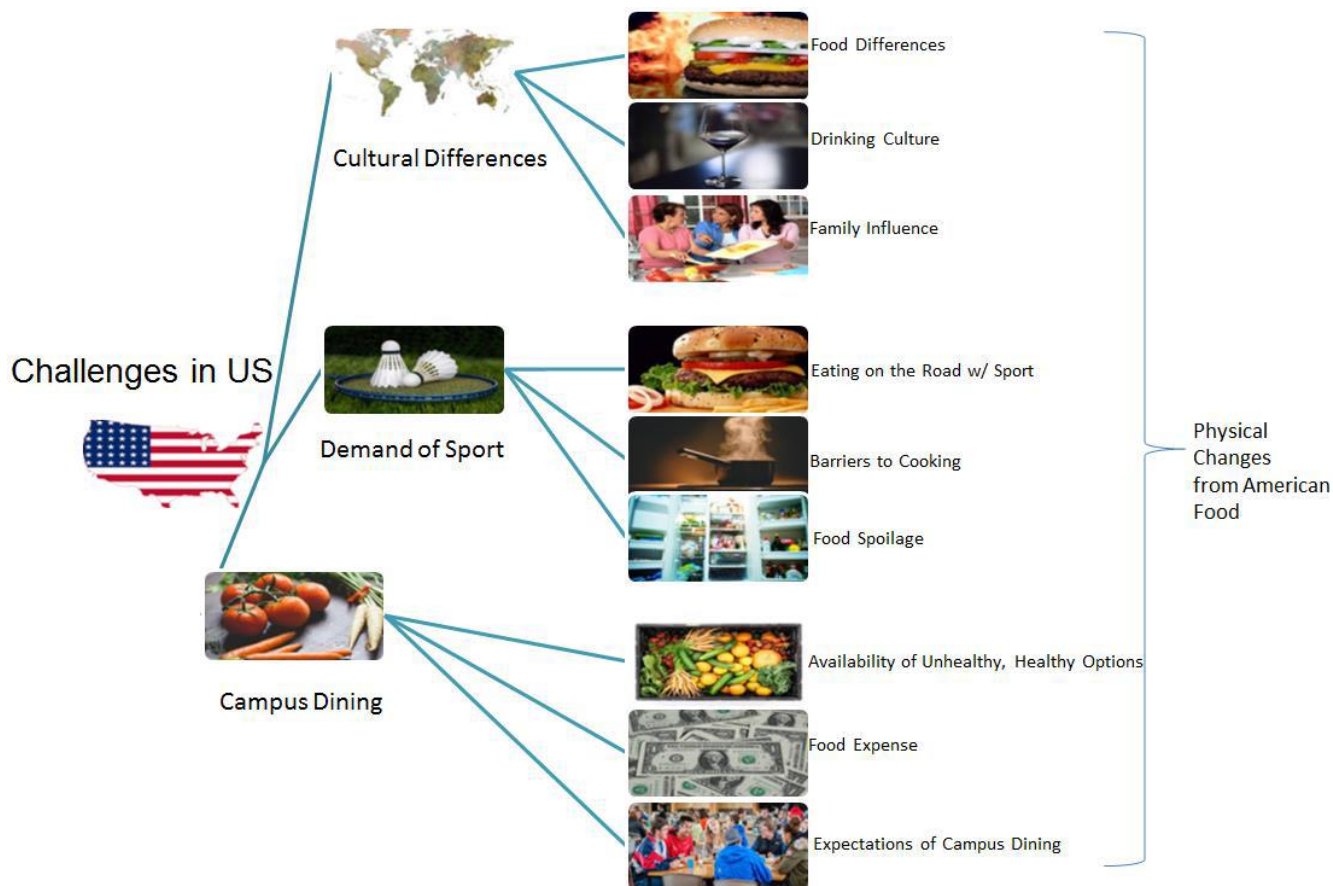 Challenges in US
Cultural Differences
Food Differences
Drinking Culture
Family Influence
Demand of Sport
Eating on the Road w/ Sport
Barriers to Cooking
Food Spoilage
Campus Dining
Availability of Unhealthy, Healthy Options
Food Expense
Expectations of Campus Dining
Physical
Changes
from American
Food